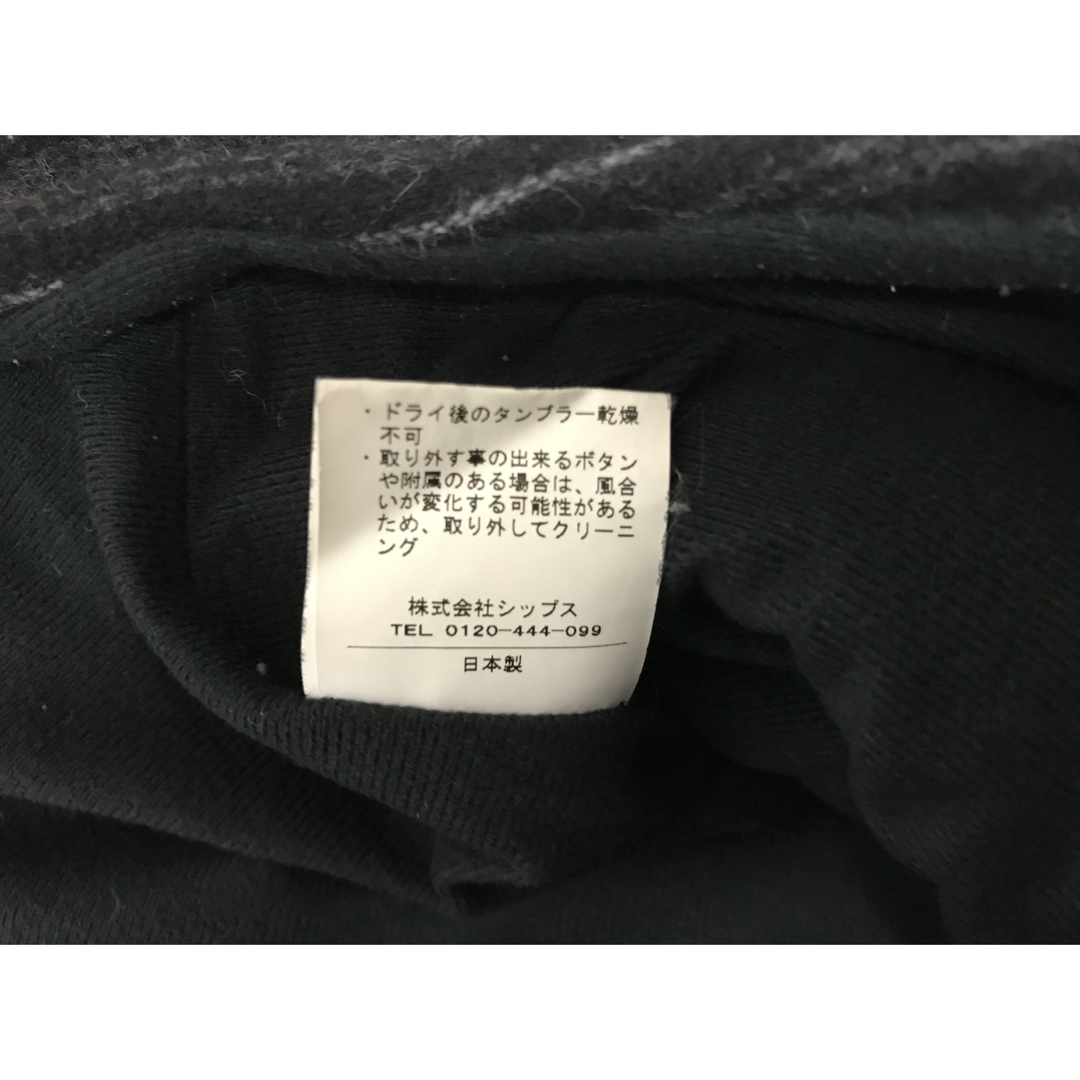 ・ドライ後のタンブラー乾燥
不可
・取り外す事の出来るボタン
や附属のある場合は、風合
いが変化する可能性がある
ため、取り外してクリーニ
ング
株式会社シップス
TEL 0120-444-099
日本製